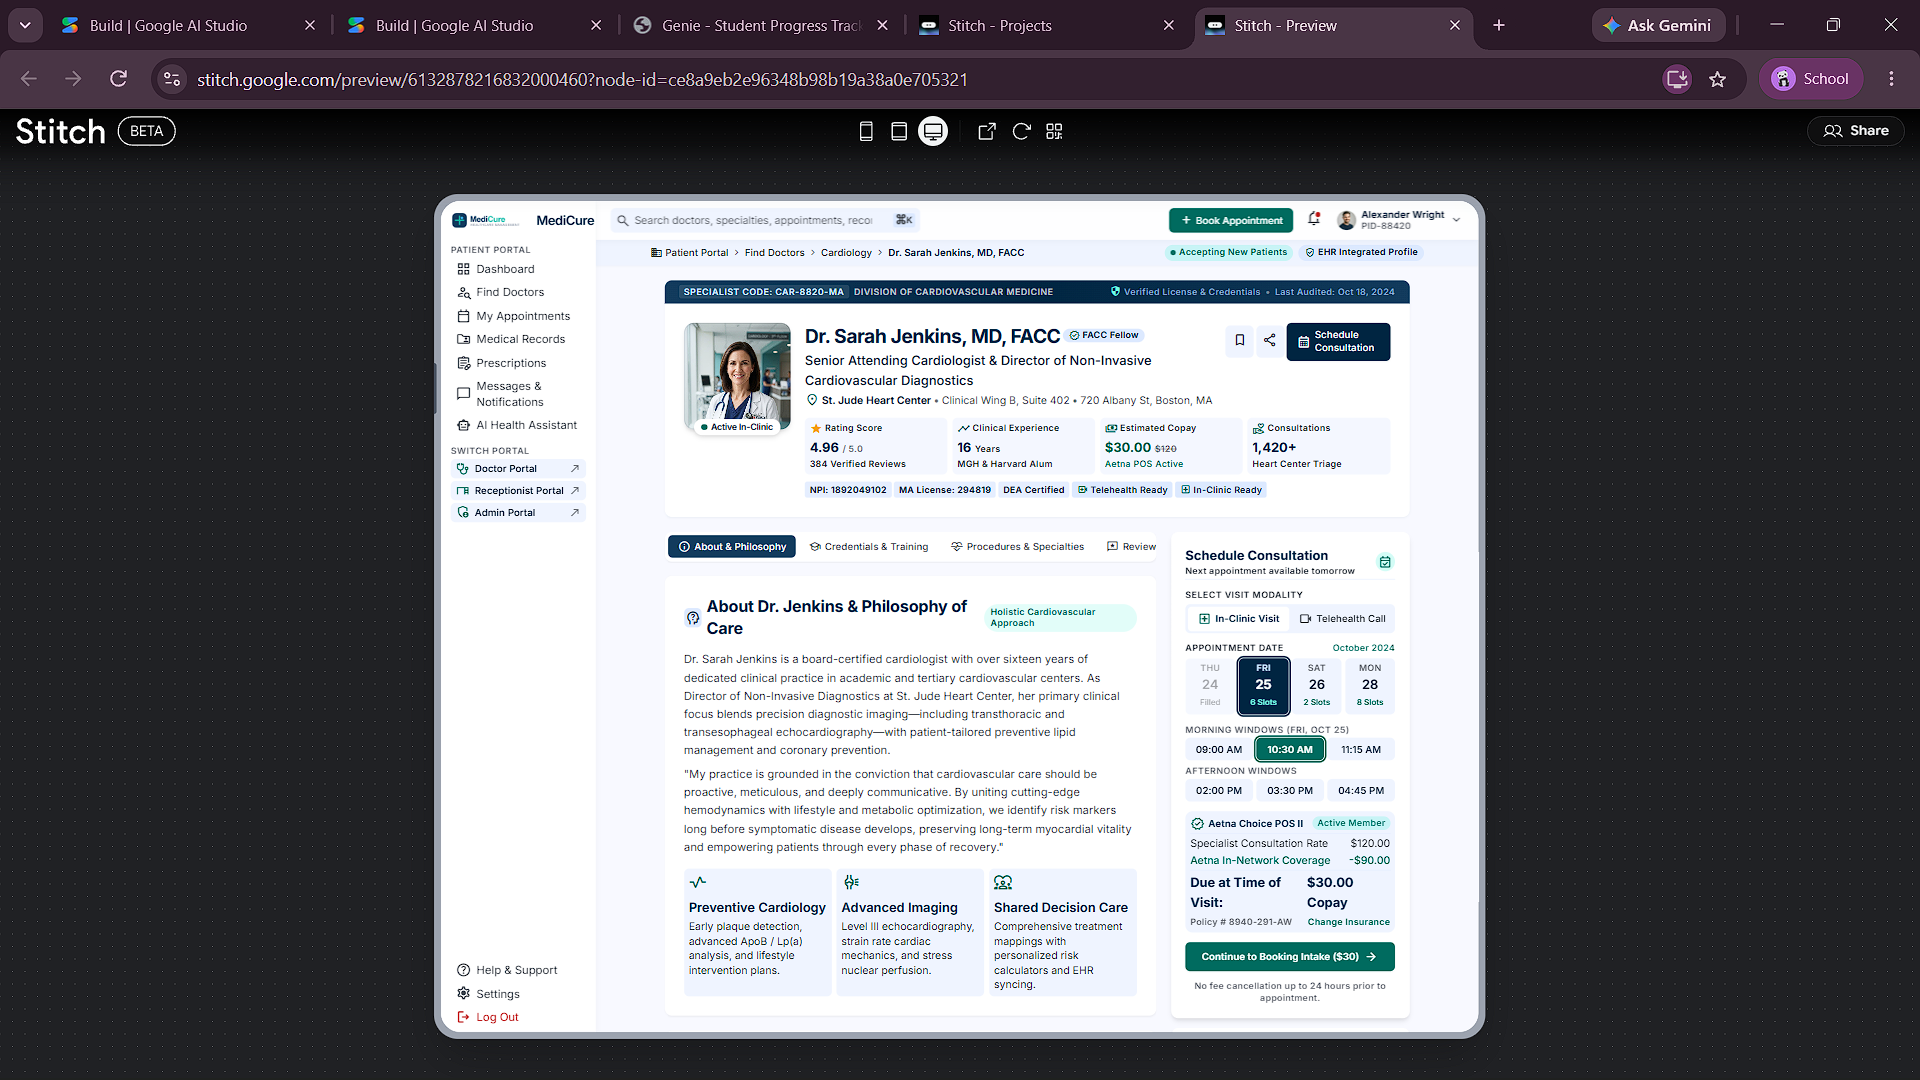 Build | Google AI Studio
Build | Google AI Studio
Genie - Student Progress Track
Stitch - Projects
Stitch - Preview
Ask Gemini
stitch.google.com/preview/6132878216832000460?node-id=ce8a9eb2e96348b98b19a38a0e705321
School
Stitch
BETA
Share
MediCure
MediCure
Search doctors, specialties, appointments, reco
⌘K
+ Book Appointment
Alexander Wright
PID-88420
PATIENT PORTAL
Dashboard
Find Doctors
My Appointments
Medical Records
Prescriptions
Messages &
Notifications
AI Health Assistant
SWITCH PORTAL
Doctor Portal
Receptionist Portal
Admin Portal
Help & Support
Settings
Log Out
Patient Portal > Find Doctors > Cardiology > Dr. Sarah Jenkins, MD, FACC
Accepting New Patients
EHR Integrated Profile
SPECIALIST CODE: CAR-8820-MA
DIVISION OF CARDIOVASCULAR MEDICINE
Verified License & Credentials • Last Audited: Oct 18, 2024
Active In-Clinic
Dr. Sarah Jenkins, MD, FACC
FACC Fellow
Senior Attending Cardiologist & Director of Non-Invasive
Cardiovascular Diagnostics
St. Jude Heart Center • Clinical Wing B, Suite 402 • 720 Albany St, Boston, MA
Schedule
Consultation
Rating Score
4.96 / 5.0
384 Verified Reviews
Clinical Experience
16 Years
MGH & Harvard Alum
Estimated Copay
$30.00 $120
Aetna POS Active
Consultations
1,420+
Heart Center Triage
NPI: 1892049102
MA License: 294819
DEA Certified
Telehealth Ready
In-Clinic Ready
About & Philosophy
Credentials & Training
Procedures & Specialties
Review
About Dr. Jenkins & Philosophy of
Care
Holistic Cardiovascular
Approach
Dr. Sarah Jenkins is a board-certified cardiologist with over sixteen years of
dedicated clinical practice in academic and tertiary cardiovascular centers. As
Director of Non-Invasive Diagnostics at St. Jude Heart Center, her primary clinical
focus blends precision diagnostic imaging—including transthoracic and
transesophageal echocardiography—with patient-tailored preventive lipid
management and coronary prevention.
"My practice is grounded in the conviction that cardiovascular care should be
proactive, meticulous, and deeply communicative. By uniting cutting-edge
hemodynamics with lifestyle and metabolic optimization, we identify risk markers
long before symptomatic disease develops, preserving long-term myocardial vitality
and empowering patients through every phase of recovery."
Preventive Cardiology
Early plaque detection,
advanced ApoB / Lp(a)
analysis, and lifestyle
intervention plans.
Advanced Imaging
Level III echocardiography,
strain rate cardiac
mechanics, and stress
nuclear perfusion.
Shared Decision Care
Comprehensive treatment
mappings with
personalized risk
calculators and EHR
syncing.
Schedule Consultation
Next appointment available tomorrow
SELECT VISIT MODALITY
In-Clinic Visit
Telehealth Call
APPOINTMENT DATE
October 2024
THU
24
Filled
FRI
25
6 Slots
SAT
26
2 Slots
MON
28
8 Slots
MORNING WINDOWS (FRI, OCT 25)
09:00 AM
10:30 AM
11:15 AM
AFTERNOON WINDOWS
02:00 PM
03:30 PM
04:45 PM
Aetna Choice POS II
Active Member
Specialist Consultation Rate $120.00
Aetna In-Network Coverage -$90.00
Due at Time of
Visit:
$30.00
Copay
Policy # 8940-291-AW
Change Insurance
Continue to Booking Intake ($30) →
No fee cancellation up to 24 hours prior to
appointment.